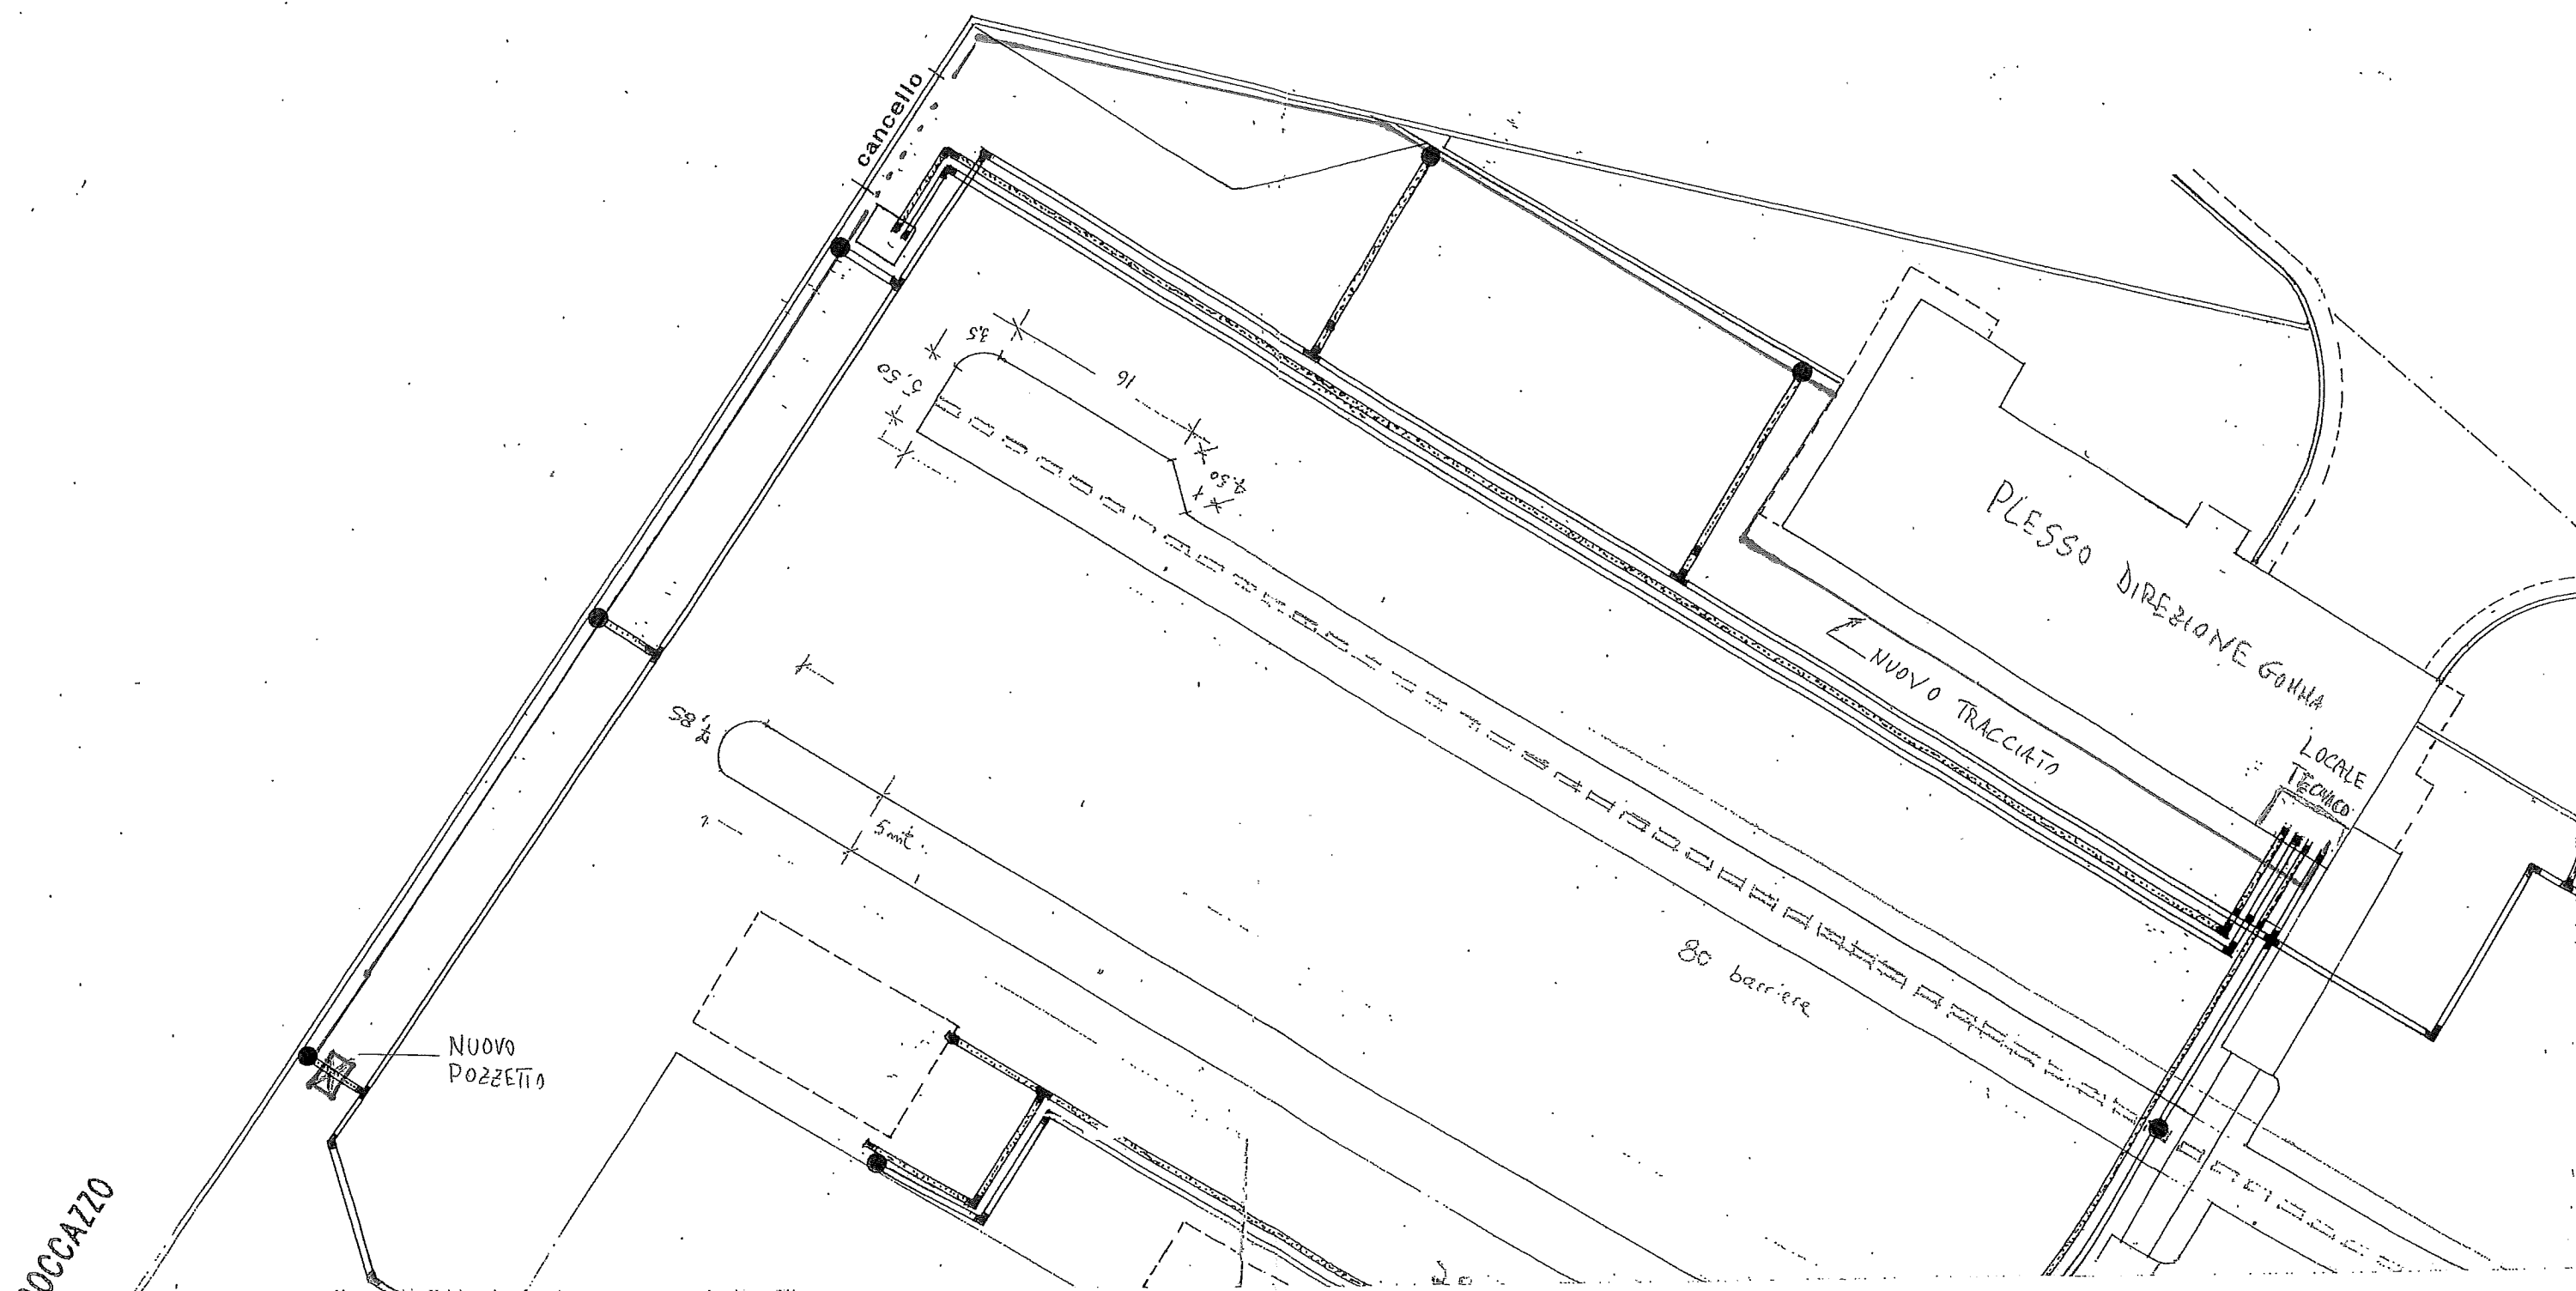 cancello
3,5
16
5,50
4,50
PLESSO DIREZIONE GOMMA
NUOVO TRACCIATO
LOCALE
TECNICO
5 mt.
80 barriere
NUOVO
POZZETTO
OCCAZZO